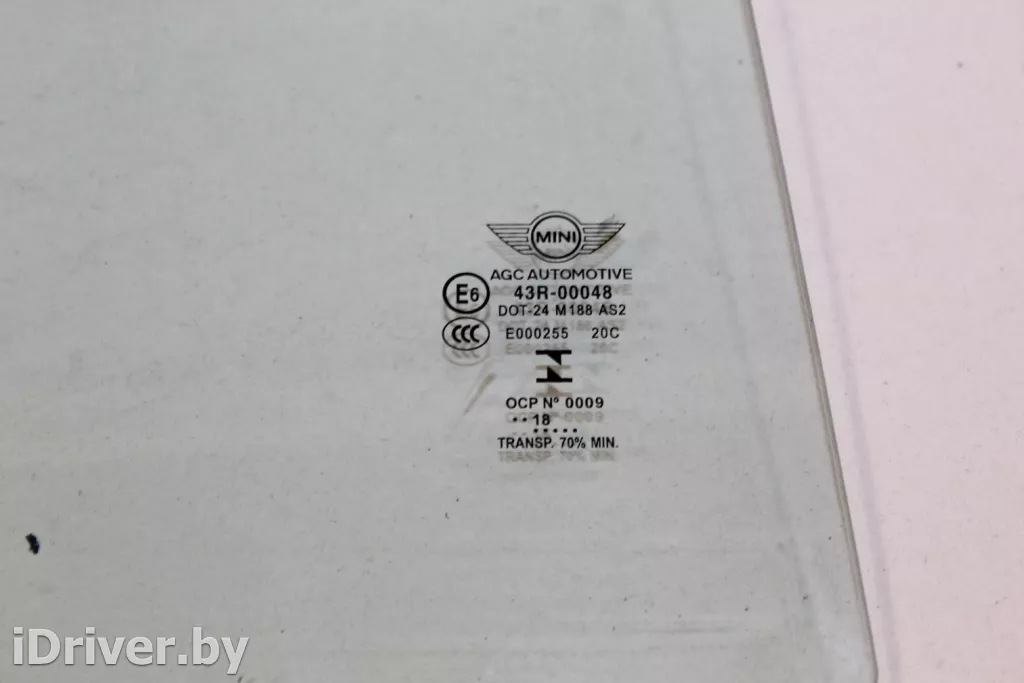 MINI
AGC AUTOMOTIVE
E6 43R-00048
DOT-24 M188 AS2
CCC E000255 20C
OCP Nº 0009
••18
•••••
TRANSP. 70% MIN.
iDriver.by